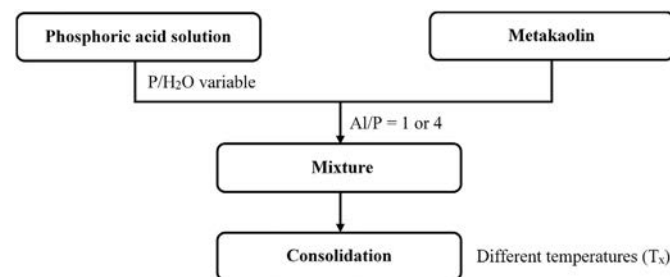 Phosphoric acid solution
Metakaolin
P/H₂O variable
Al/P = 1 or 4
Mixture
Consolidation
Different temperatures (Tₓ)